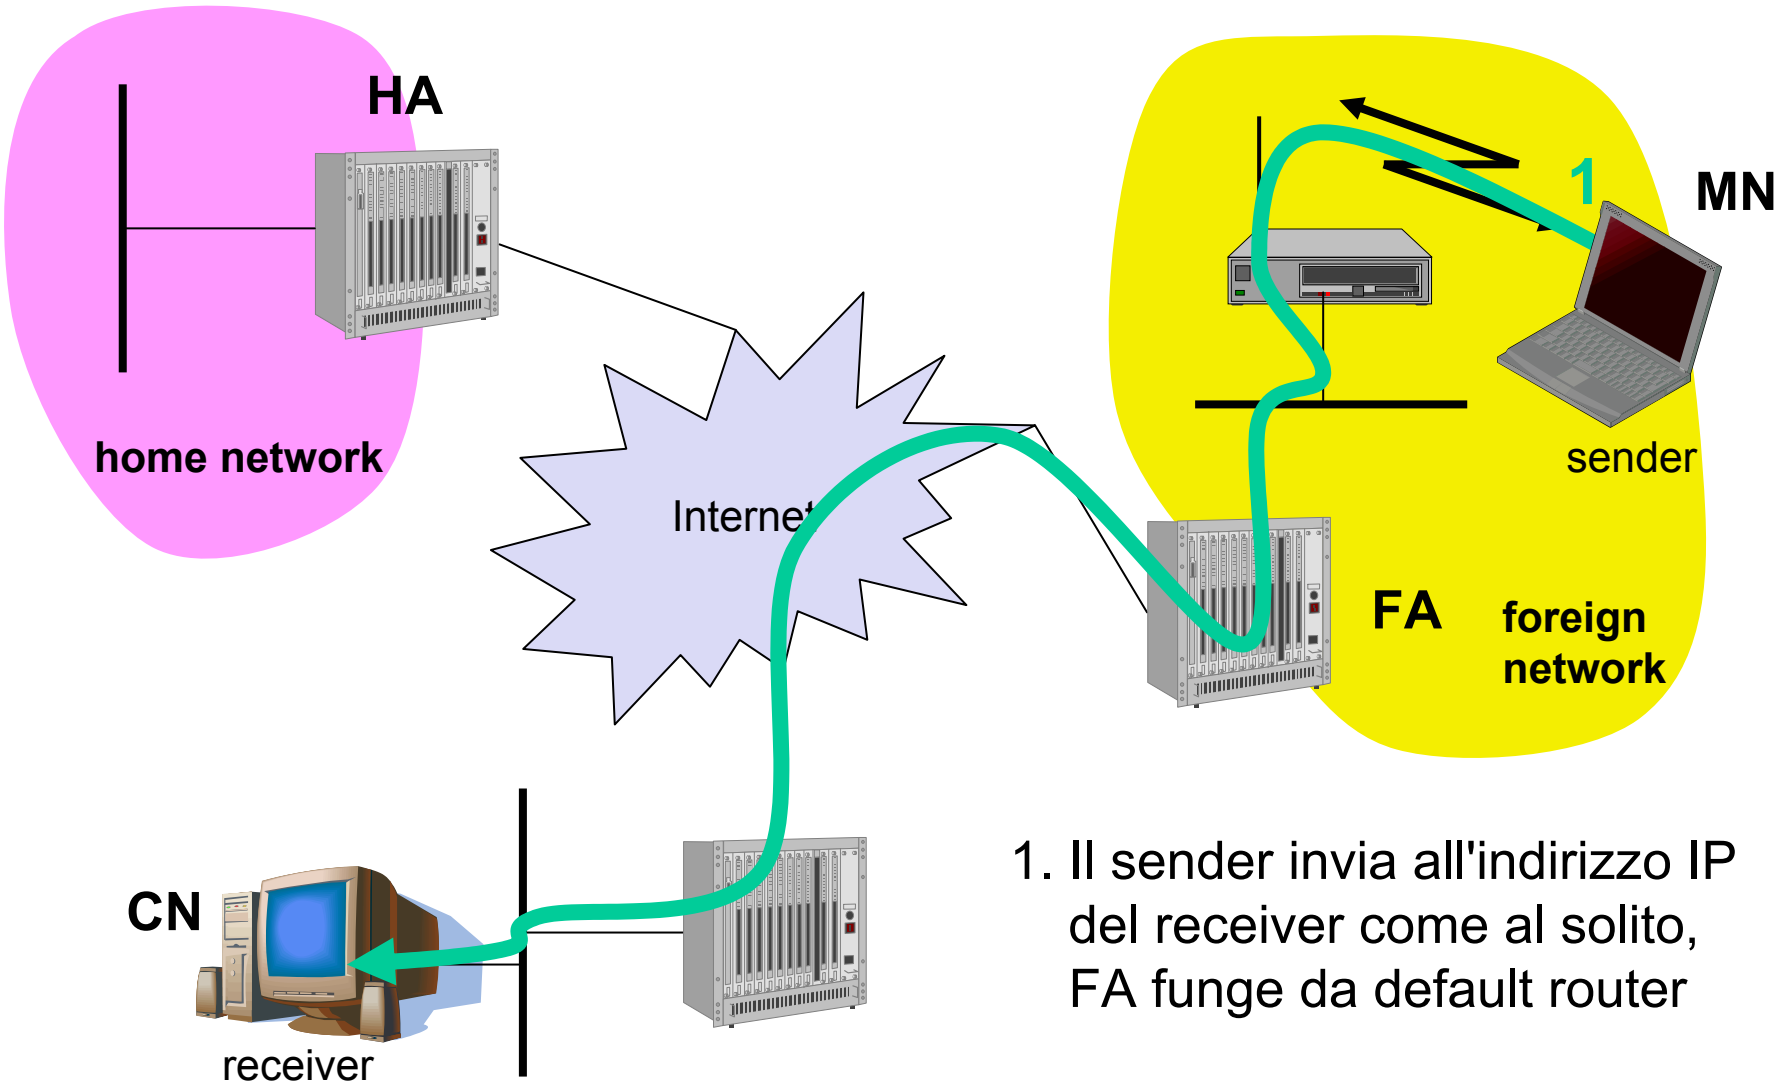 HA
1
MN
home network
sender
Internet
FA
foreign
network
1. Il sender invia all'indirizzo IP
del receiver come al solito,
FA funge da default router
CN
receiver